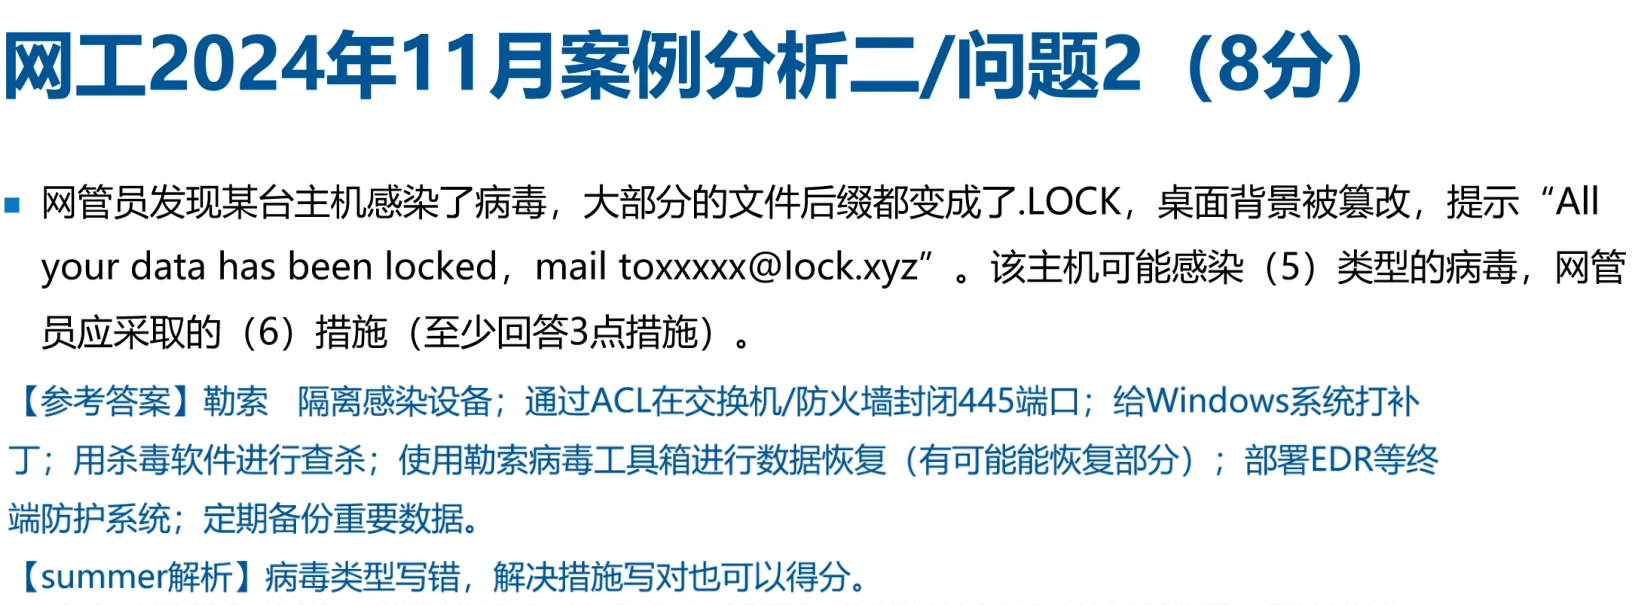 网工2024年11月案例分析二/问题2（8分）
网管员发现某台主机感染了病毒，大部分的文件后缀都变成了.LOCK，桌面背景被篡改，提示“All
your data has been locked，mail toxxxxx@lock.xyz”。该主机可能感染（5）类型的病毒，网管
员应采取的（6）措施（至少回答3点措施）。
【参考答案】勒索 隔离感染设备；通过ACL在交换机/防火墙封闭445端口；给Windows系统打补
丁；用杀毒软件进行查杀；使用勒索病毒工具箱进行数据恢复（有可能能恢复部分）；部署EDR等终
端防护系统；定期备份重要数据。
【summer解析】病毒类型写错，解决措施写对也可以得分。